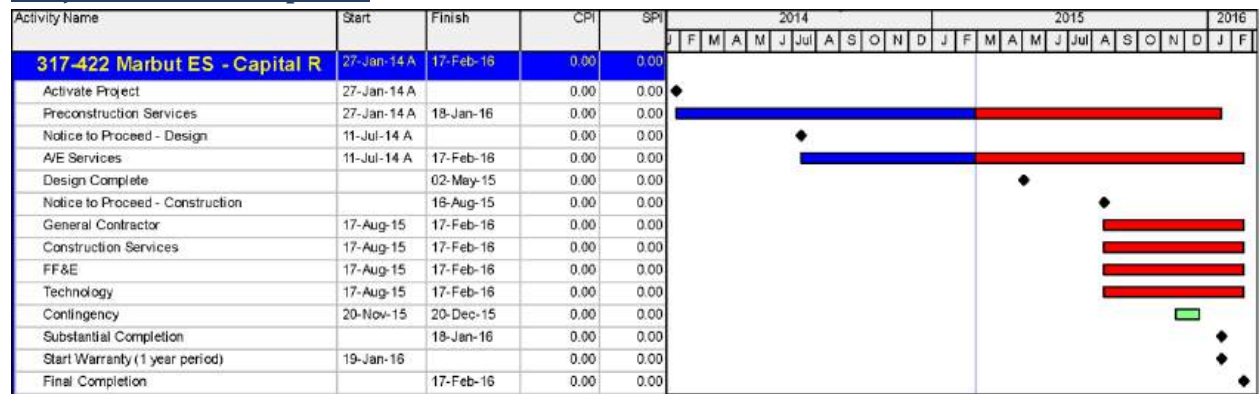 Activity Name Start Finish CPI SPI 2014 2015 2016
J F M A M J Jul A S O N D J F M A M J Jul A S O N D J F
317-422 Marbut ES - Capital R 27-Jan-14 A 17-Feb-16 0.00 0.00
Activate Project 27-Jan-14 A 0.00 0.00
Preconstruction Services 27-Jan-14 A 18-Jan-16 0.00 0.00
Notice to Proceed - Design 11-Jul-14 A 0.00 0.00
A/E Services 11-Jul-14 A 17-Feb-16 0.00 0.00
Design Complete 02-May-15 0.00 0.00
Notice to Proceed - Construction 16-Aug-15 0.00 0.00
General Contractor 17-Aug-15 17-Feb-16 0.00 0.00
Construction Services 17-Aug-15 17-Feb-16 0.00 0.00
FF&E 17-Aug-15 17-Feb-16 0.00 0.00
Technology 17-Aug-15 17-Feb-16 0.00 0.00
Contingency 20-Nov-15 20-Dec-15 0.00 0.00
Substantial Completion 18-Jan-16 0.00 0.00
Start Warranty (1 year period) 19-Jan-16 0.00 0.00
Final Completion 17-Feb-16 0.00 0.00